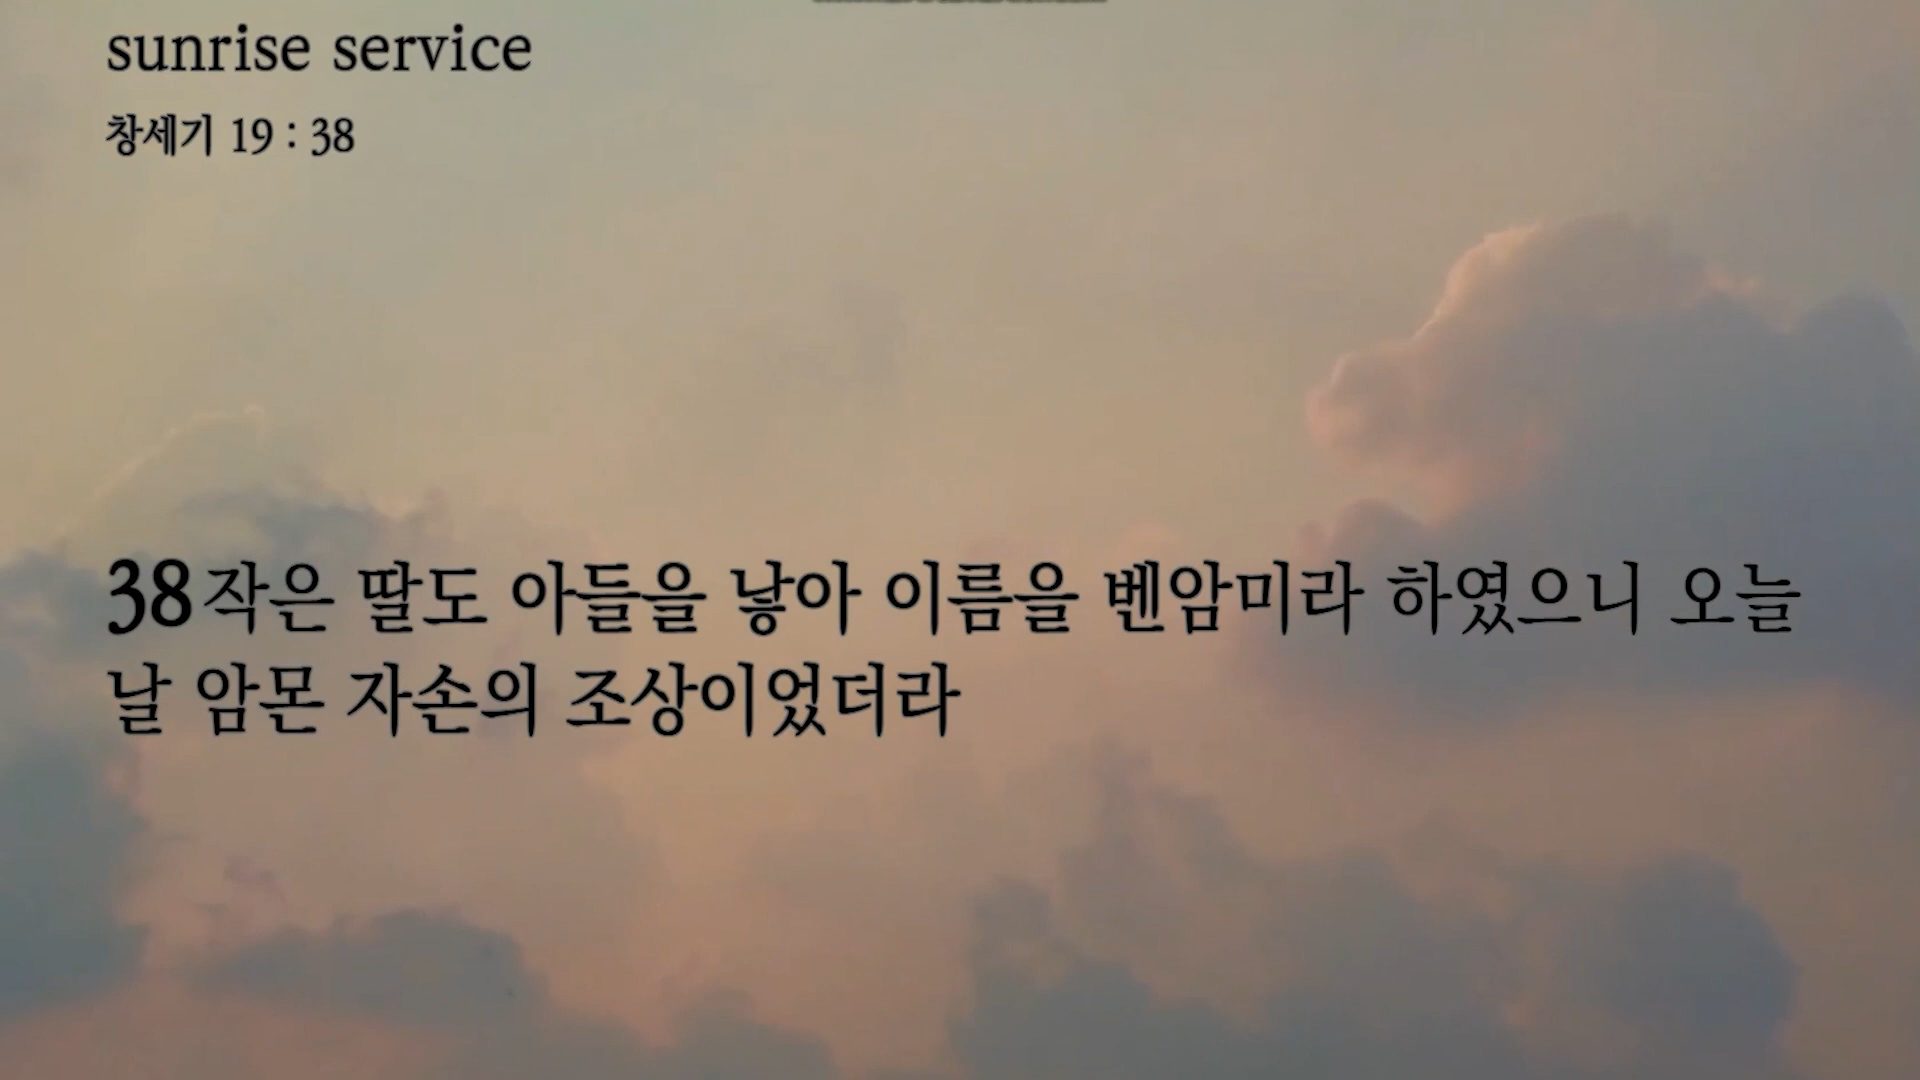 sunrise service
창세기 19 : 38
38작은 딸도 아들을 낳아 이름을 벤암미라 하였으니 오늘
날 암몬 자손의 조상이었더라